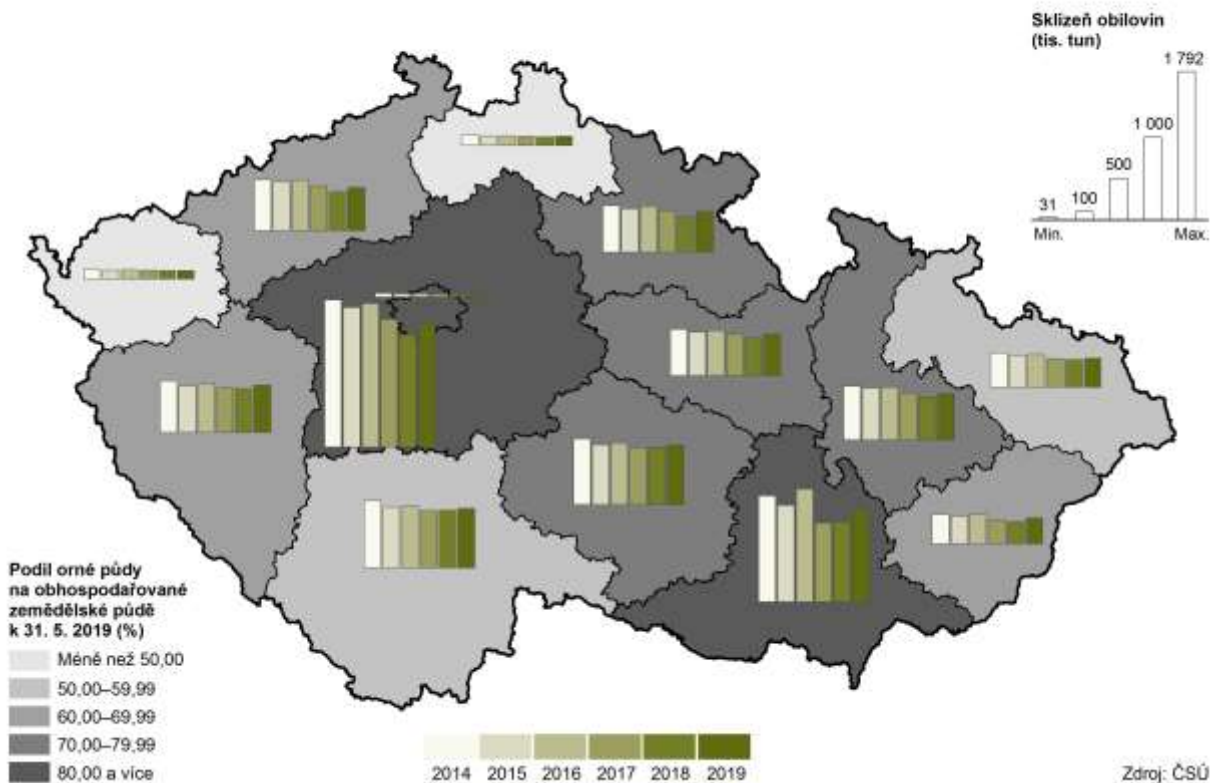 Sklizeň obilovin
(tis. tun)
1 792
1 000
500
100
31
Min.
Max.
Podíl orné půdy
na obhospodařované
zemědělské půdě
k 31. 5. 2019 (%)
Méně než 50,00
50,00–59,99
60,00–69,99
70,00–79,99
80,00 a více
2014 2015 2016 2017 2018 2019
Zdroj: ČSÚ